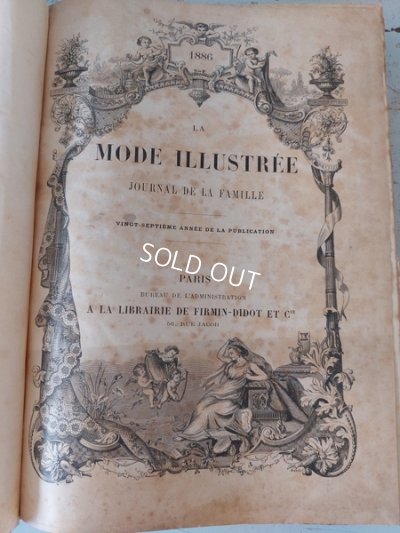 1886
LA
MODE ILLUSTRÉE
JOURNAL DE LA FAMILLE
VINGT-SEPTIÈME ANNÉE DE LA PUBLICATION
SOLD OUT
PARIS
BUREAU DE L'ADMINISTRATION
A LA LIBRAIRIE DE FIRMIN-DIDOT ET Cie
56, RUE JACOB